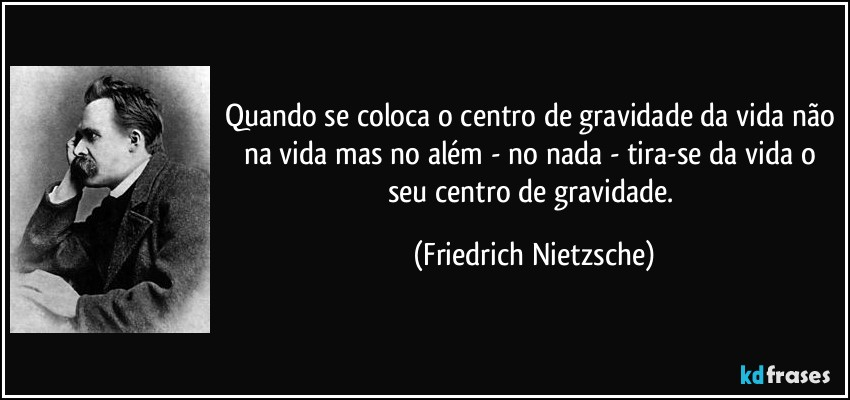 Quando se coloca o centro de gravidade da vida não
na vida mas no além - no nada - tira-se da vida o
seu centro de gravidade.
(Friedrich Nietzsche)
kdfrases